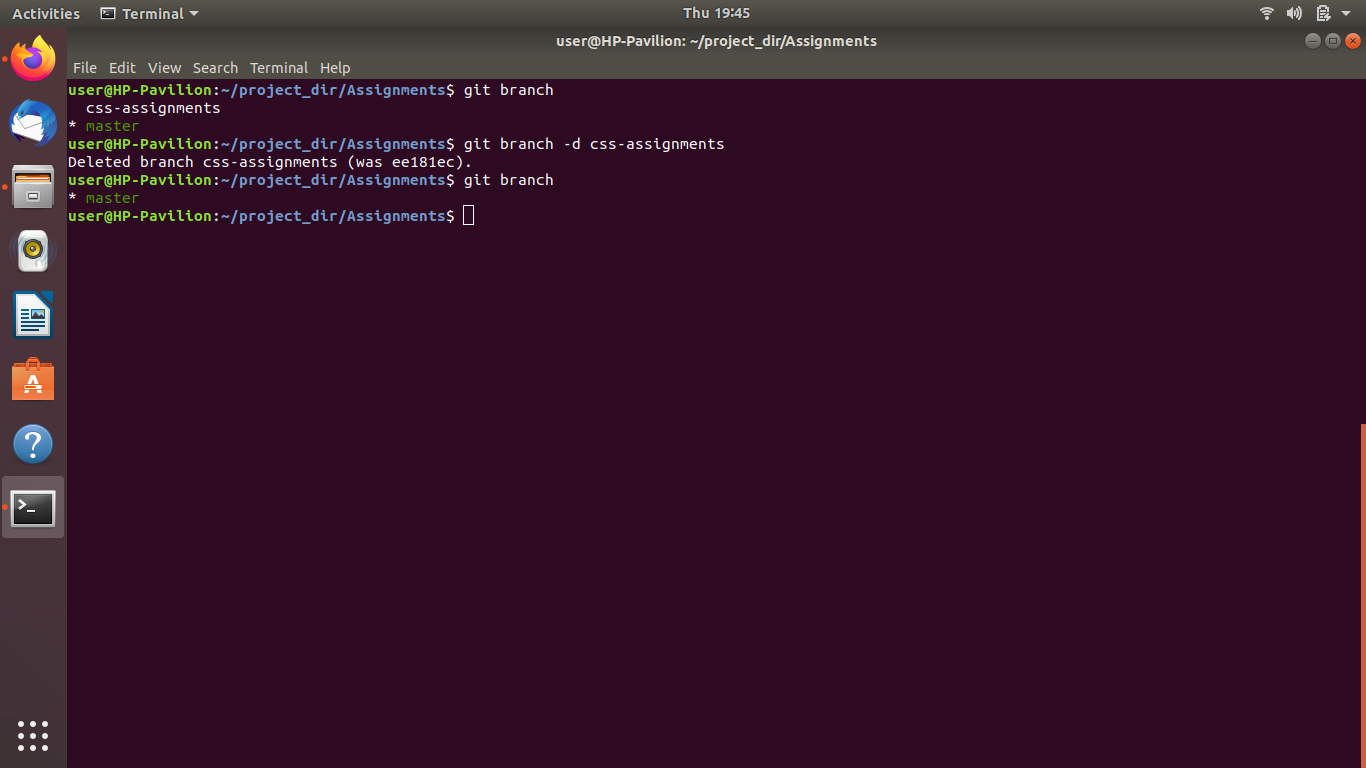 Activities Terminal Thu 19:45
user@HP-Pavilion: ~/project_dir/Assignments
File Edit View Search Terminal Help
user@HP-Pavilion:~/project_dir/Assignments$ git branch
  css-assignments
* master
user@HP-Pavilion:~/project_dir/Assignments$ git branch -d css-assignments
Deleted branch css-assignments (was ee181ec).
user@HP-Pavilion:~/project_dir/Assignments$ git branch
* master
user@HP-Pavilion:~/project_dir/Assignments$